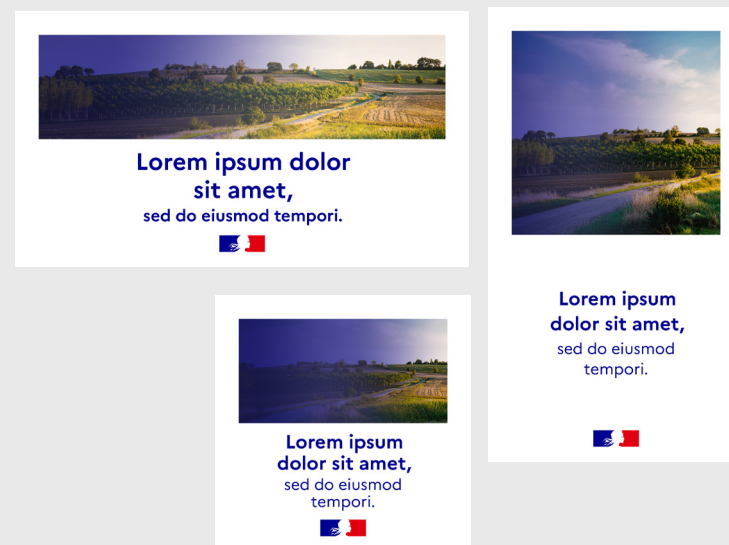 Lorem ipsum dolor
sit amet,
sed do eiusmod tempori.
Lorem ipsum
dolor sit amet,
sed do eiusmod
tempori.
Lorem ipsum
dolor sit amet,
sed do eiusmod
tempori.